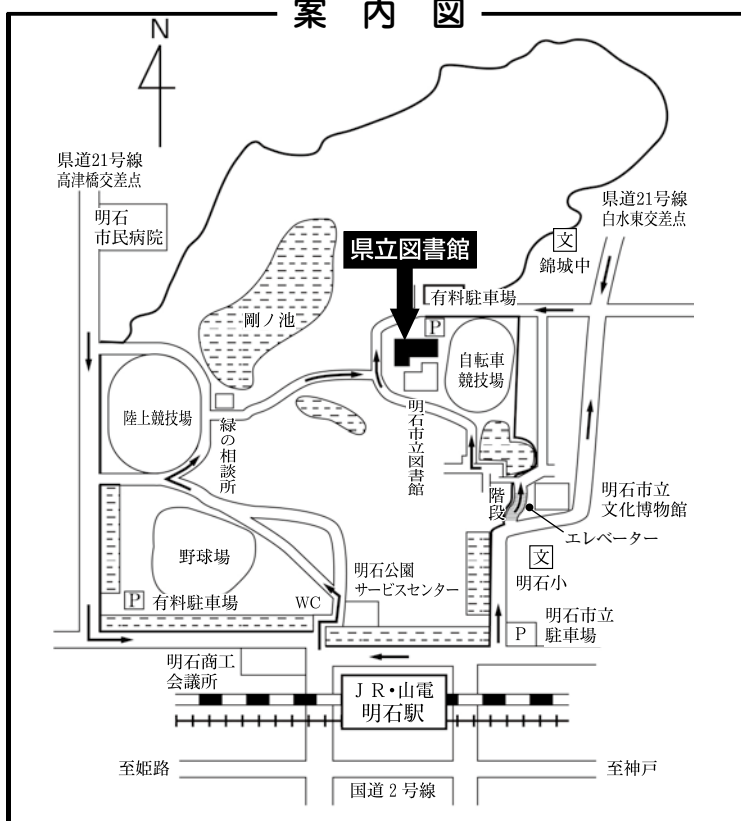 案内図
N
県道21号線
高津橋交差点
明石
市民病院
県道21号線
白水東交差点
文
錦城中
県立図書館
有料駐車場
P
剛ノ池
自転車
競技場
陸上競技場
緑の相談所
明石市立図書館
階段
明石市立
文化博物館
エレベーター
野球場
文
明石小
明石公園
サービスセンター
P 有料駐車場
WC
明石市立
駐車場
P
明石商工
会議所
JR・山電
明石駅
至姫路
至神戸
国道2号線